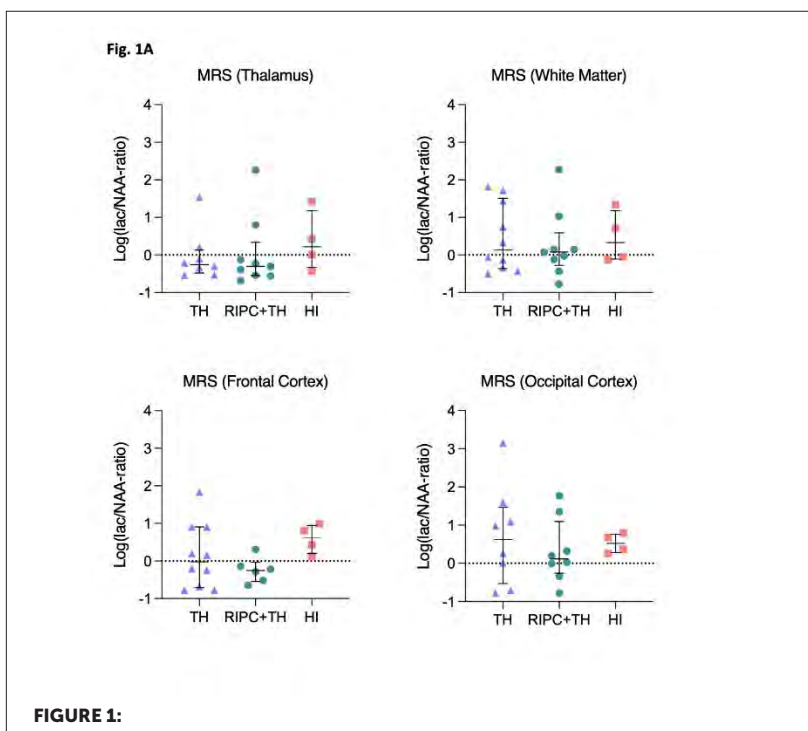 Fig. 1A
MRS (Thalamus)
MRS (White Matter)
Log(lac/NAA-ratio)
4
3
2
1
0
-1
TH
RIPC+TH
HI
Log(lac/NAA-ratio)
4
3
2
1
0
-1
TH
RIPC+TH
HI
MRS (Frontal Cortex)
MRS (Occipital Cortex)
Log(lac/NAA-ratio)
4
3
2
1
0
-1
TH
RIPC+TH
HI
Log(lac/NAA-ratio)
4
3
2
1
0
-1
TH
RIPC+TH
HI
FIGURE 1: